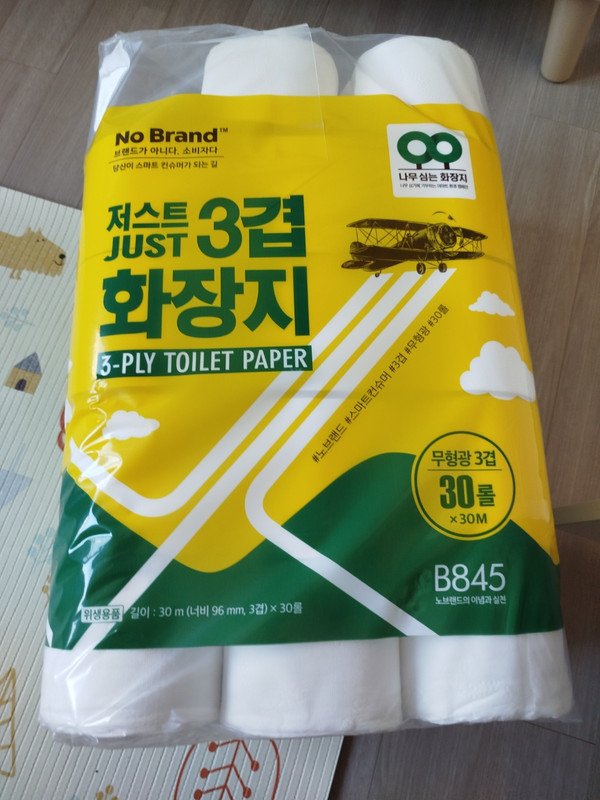 No Brand™
브랜드가 아니다. 소비자다
당신이 스마트 컨슈머가 되는 길
나무 심는 화장지
저스트
JUST
3겹
화장지
3-PLY TOILET PAPER
#노브랜드 #스마트컨슈머 #3겹 #무형광 #30롤
무형광 3겹
30롤
×30M
B845
노브랜드의 이념과 실천
위생용품 길이 : 30 m (너비 96 mm, 3겹) × 30롤